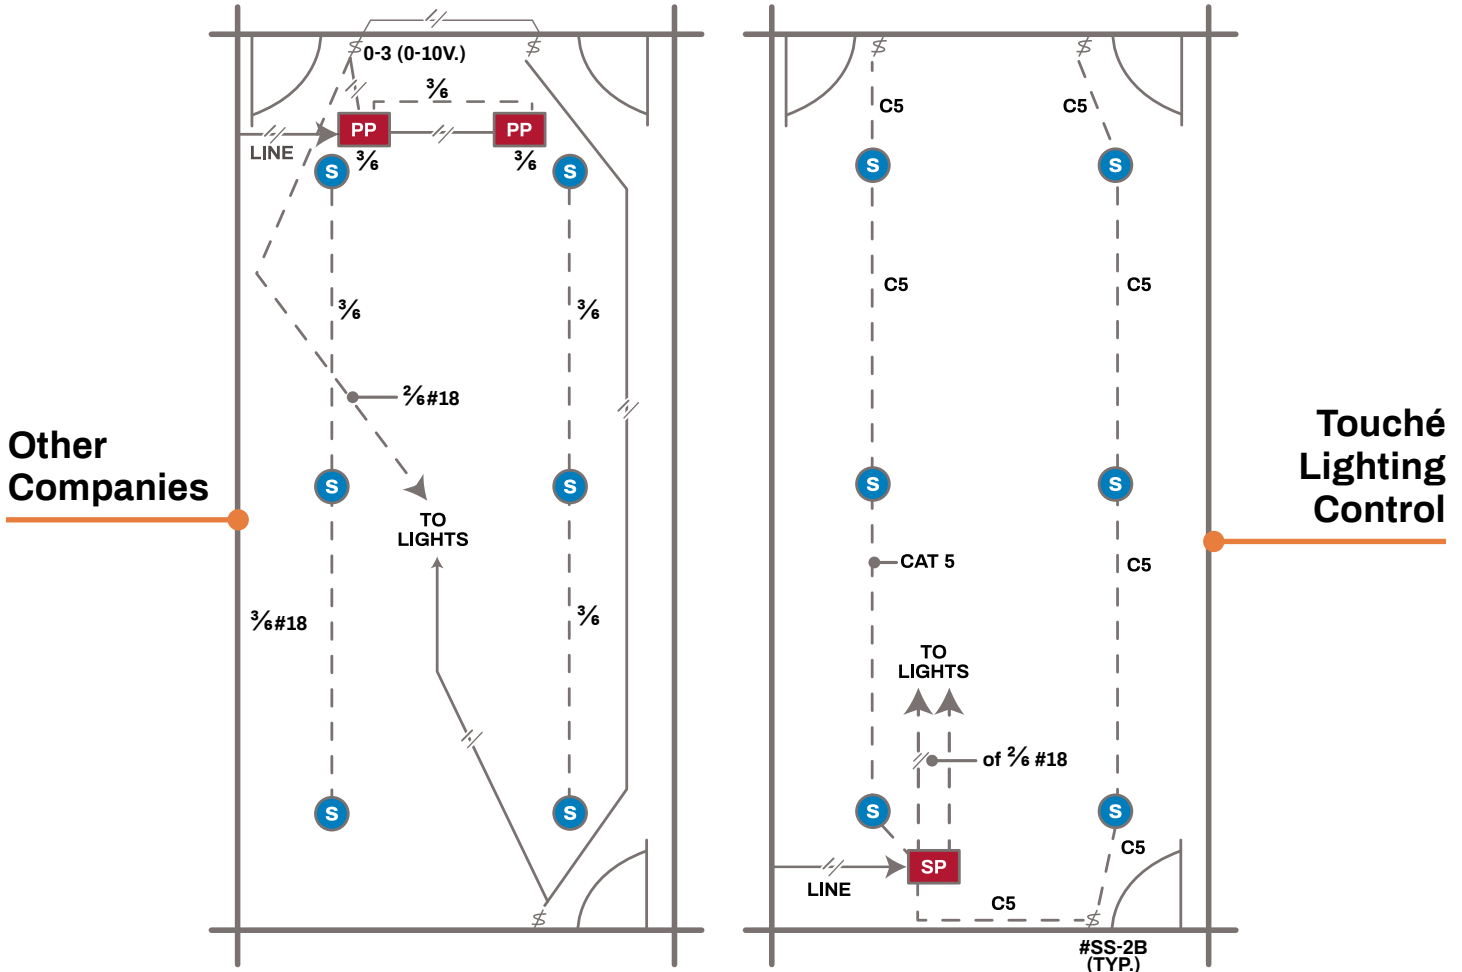 Other
Companies
0-3 (0-10V.)
3/6
PP
PP
LINE
3/6
3/6
S
S
3/6
3/6
2/6#18
S
S
TO
LIGHTS
3/6#18
3/6
S
S
C5
C5
S
S
C5
C5
S
S
CAT 5
C5
TO
LIGHTS
of 2/6 #18
S
S
C5
SP
LINE
C5
#SS-2B
(TYP.)
Touché
Lighting
Control